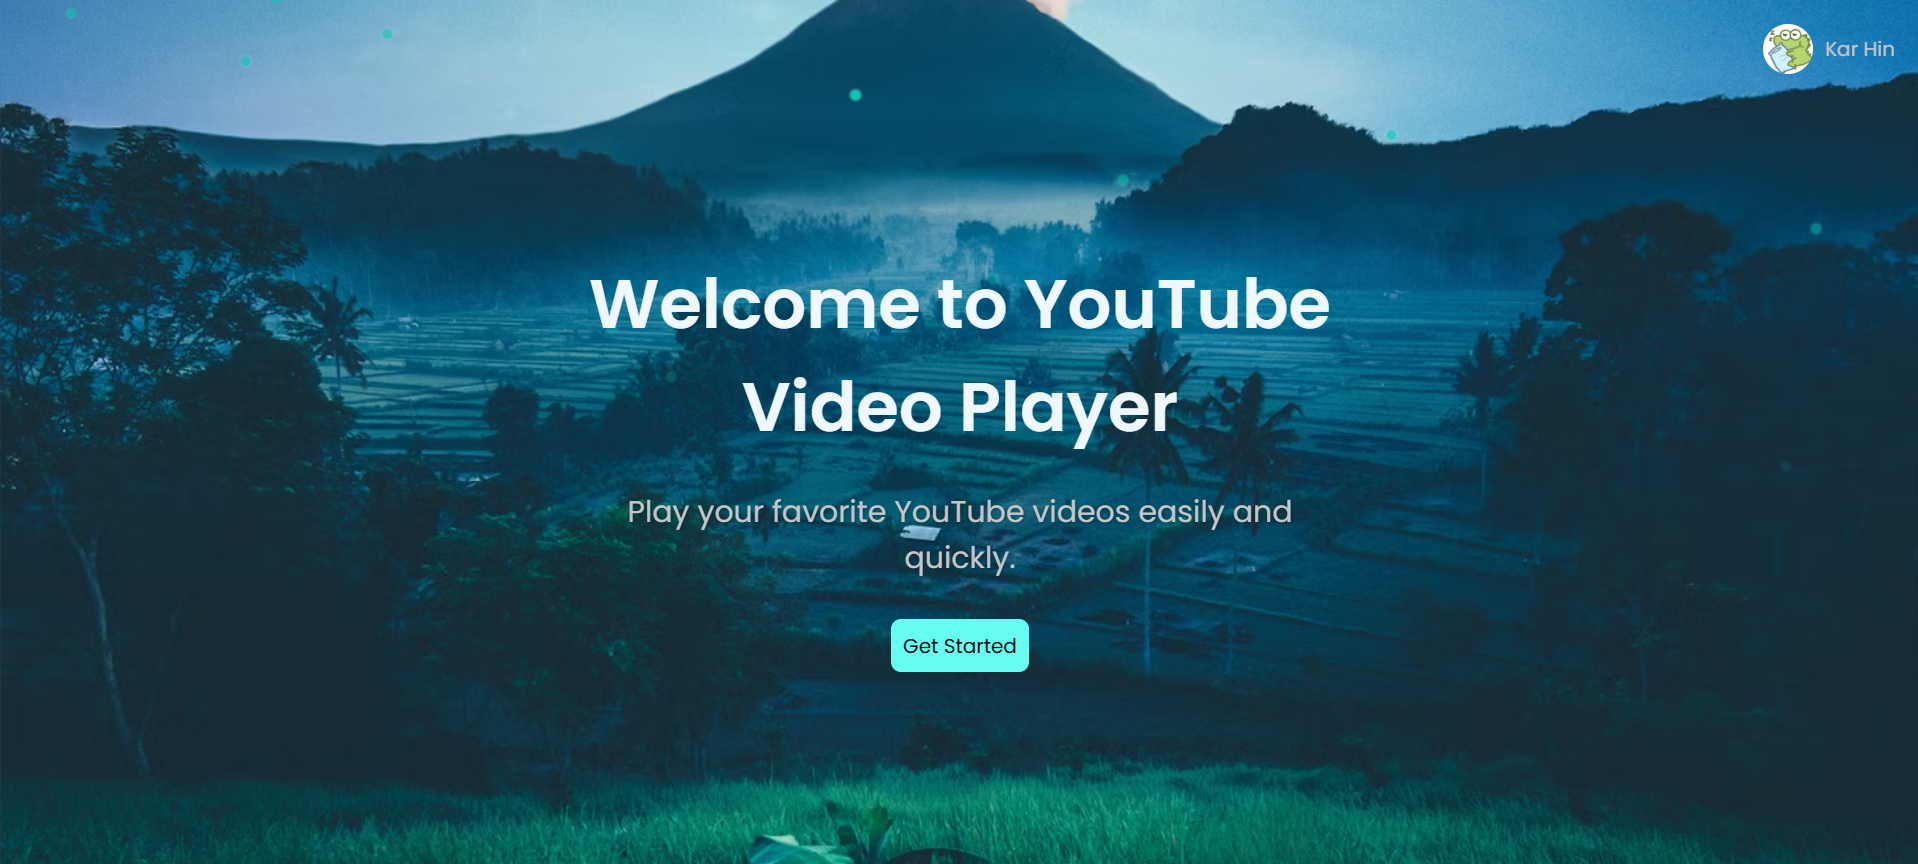 Kar Hin
Welcome to YouTube
Video Player
Play your favorite YouTube videos easily and
quickly.
Get Started